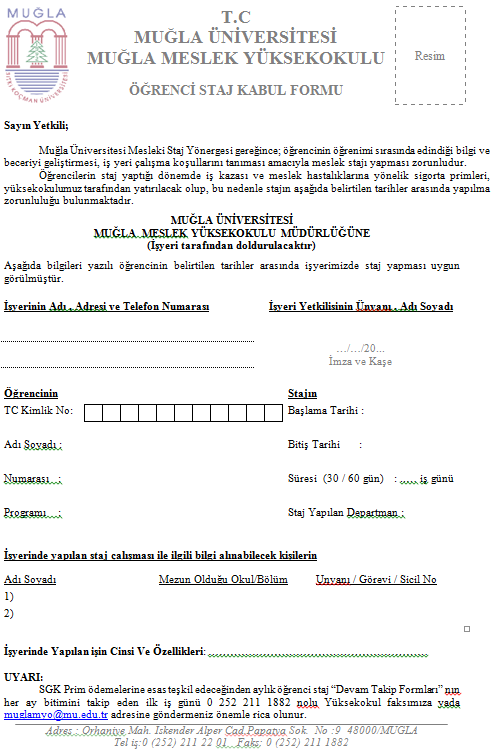 MUĞLA
SITKI KOÇMAN ÜNİVERSİTESİ
T.C
MUĞLA ÜNİVERSİTESİ
MUĞLA MESLEK YÜKSEKOKULU
Resim
ÖĞRENCİ STAJ KABUL FORMU
Sayın Yetkili;
Muğla Üniversitesi Mesleki Staj Yönergesi gereğince; öğrencinin öğrenimi sırasında edindiği bilgi ve
beceriyi geliştirmesi, iş yeri çalışma koşullarını tanıması amacıyla meslek stajı yapması zorunludur.
Öğrencilerin staj yaptığı dönemde iş kazası ve meslek hastalıklarına yönelik sigorta primleri,
yüksekokulumuz tarafından yatırılacak olup, bu nedenle stajın aşağıda belirtilen tarihler arasında yapılma
zorunluluğu bulunmaktadır.
MUĞLA ÜNİVERSİTESİ
MUĞLA MESLEK YÜKSEKOKULU MÜDÜRLÜĞÜNE
(İşyeri tarafından doldurulacaktır)
Aşağıda bilgileri yazılı öğrencinin belirtilen tarihler arasında işyerimizde staj yapması uygun
görülmüştür.
İşyerinin Adı , Adresi ve Telefon Numarası İşyeri Yetkilisinin Ünvanı , Adı Soyadı
…/…/20...
İmza ve Kaşe
Öğrencinin Stajın
TC Kimlik No: Başlama Tarihi :
Adı Soyadı : Bitiş Tarihi :
Numarası : Süresi (30 / 60 gün) : ..... iş günü
Programı : Staj Yapılan Departman :
İşyerinde yapılan staj çalışması ile ilgili bilgi alınabilecek kişilerin
Adı Soyadı Mezun Olduğu Okul/Bölüm Unvanı / Görevi / Sicil No
1)
2)
İşyerinde Yapılan işin Cinsi Ve Özellikleri: ............................................................
UYARI:
SGK Prim ödemelerine esas teşkil edeceğinden aylık öğrenci staj “Devam Takip Formları” nın
her ay bitimini takip eden ilk iş günü 0 252 211 1882 nolu Yüksekokul faksımıza yada
muglamyo@mu.edu.tr adresine göndermeniz önemle rica olunur.
Adres : Orhaniye Mah. Iskender Alper Cad.Papatya Sok. No :9 48000/MUĞLA
Tel iş:0 (252) 211 22 01 Faks: 0 (252) 211 1882